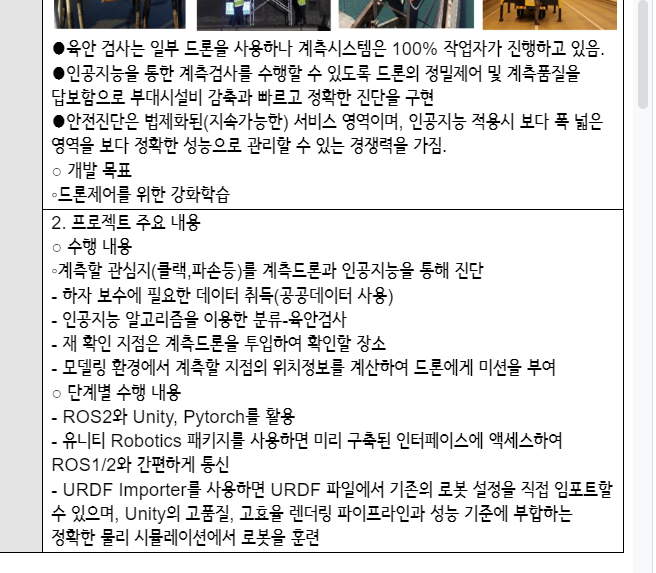 ●육안 검사는 일부 드론을 사용하나 계측시스템은 100% 작업자가 진행하고 있음.
●인공지능을 통한 계측검사를 수행할 수 있도록 드론의 정밀제어 및 계측품질을
답보함으로 부대시설비 감축과 빠르고 정확한 진단을 구현
●안전진단은 법제화된(지속가능한) 서비스 영역이며, 인공지능 적용시 보다 폭 넓은
영역을 보다 정확한 성능으로 관리할 수 있는 경쟁력을 가짐.
○ 개발 목표
◦드론제어를 위한 강화학습
2. 프로젝트 주요 내용
○ 수행 내용
◦계측할 관심지(클랙,파손등)를 계측드론과 인공지능을 통해 진단
- 하자 보수에 필요한 데이터 취득(공공데이터 사용)
- 인공지능 알고리즘을 이용한 분류-육안검사
- 재 확인 지점은 계측드론을 투입하여 확인할 장소
- 모델링 환경에서 계측할 지점의 위치정보를 계산하여 드론에게 미션을 부여
○ 단계별 수행 내용
- ROS2와 Unity, Pytorch를 활용
- 유니티 Robotics 패키지를 사용하면 미리 구축된 인터페이스에 액세스하여
ROS1/2와 간편하게 통신
- URDF Importer를 사용하면 URDF 파일에서 기존의 로봇 설정을 직접 임포트할
수 있으며, Unity의 고품질, 고효율 렌더링 파이프라인과 성능 기준에 부합하는
정확한 물리 시뮬레이션에서 로봇을 훈련